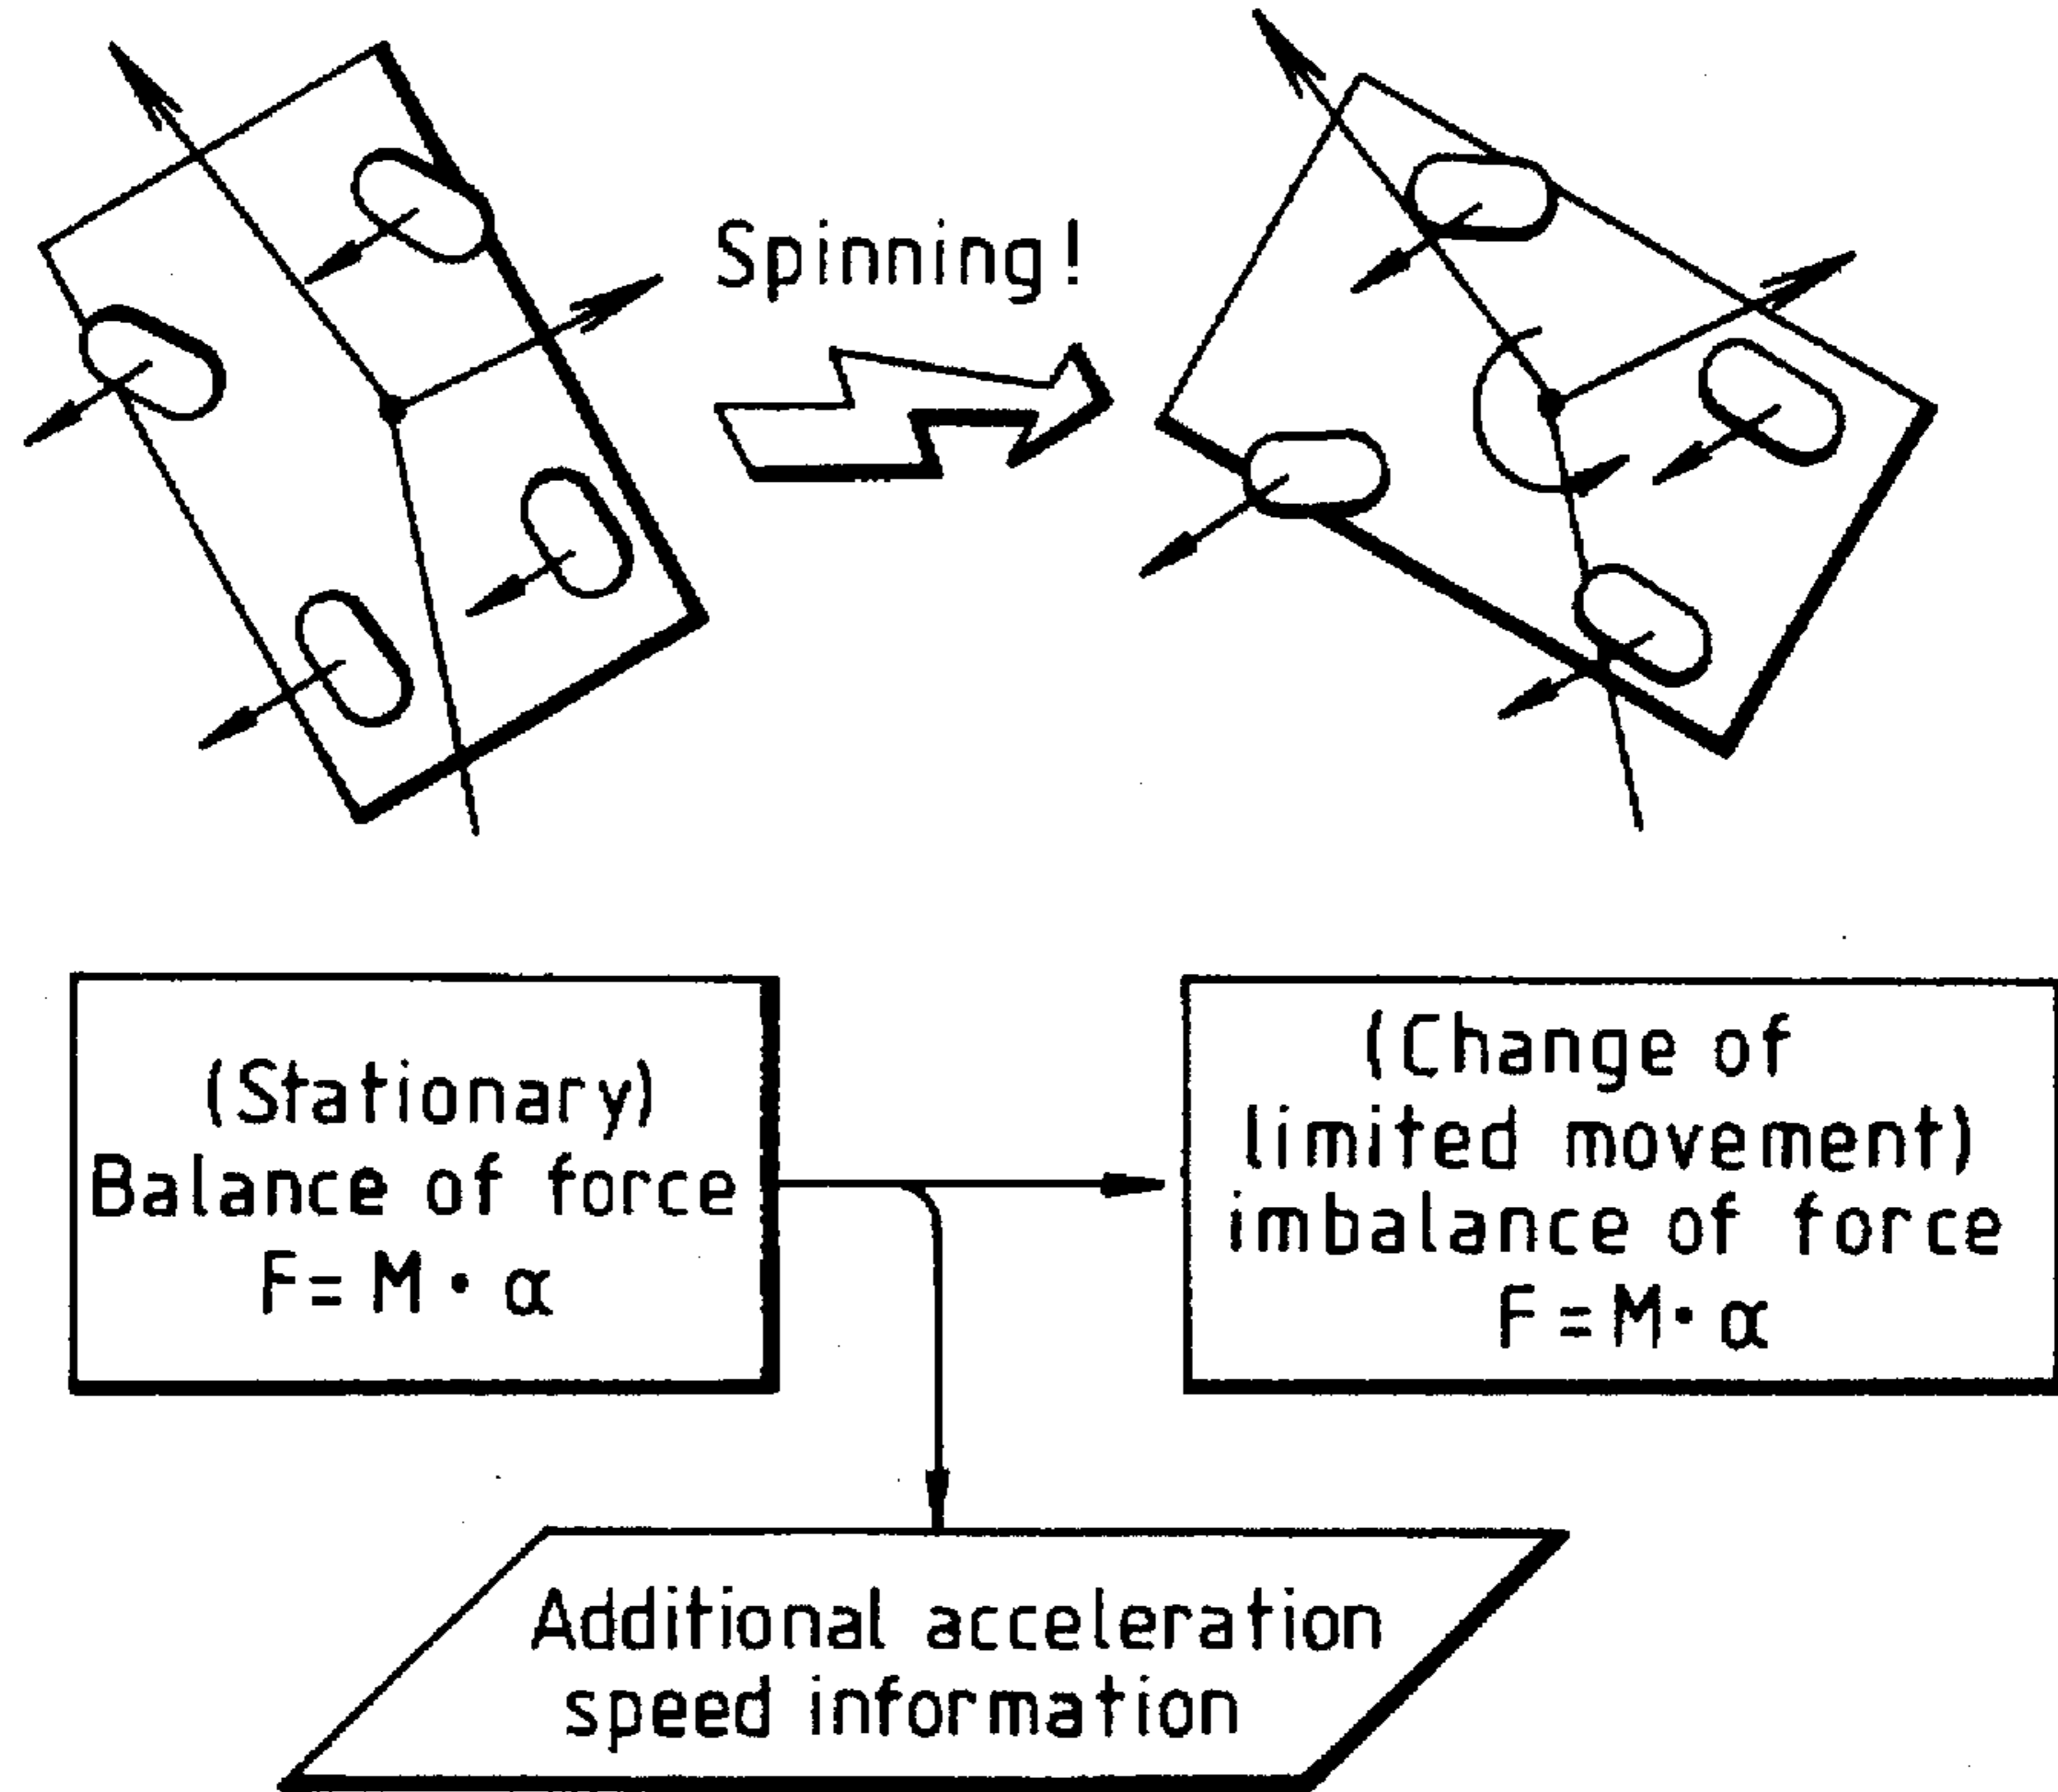 Spinning!
(Stationary)
Balance of force
F= M · α
(Change of
limited movement)
imbalance of force
F = M · α
Additional acceleration
speed information